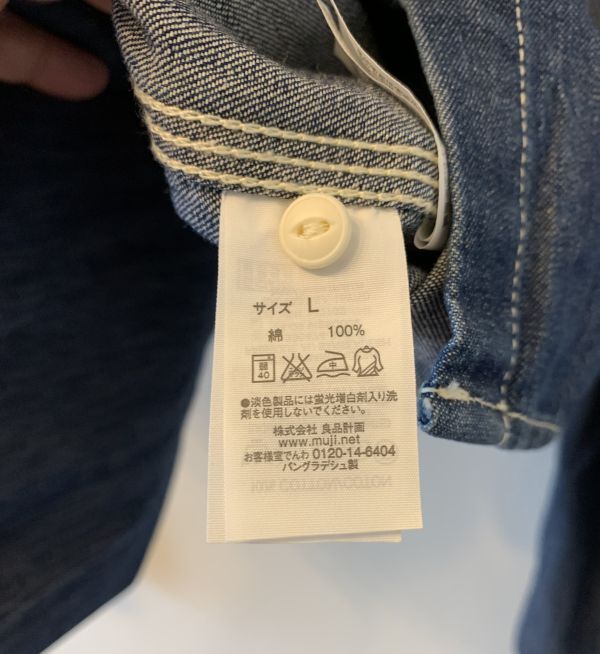 サイズ L
綿 100%
弱
40
中
●淡色製品には蛍光増白剤入り洗
剤を使用しないでください。
株式会社 良品計画
www.muji.net
お客様室でんわ 0120-14-6404
バングラデシュ製